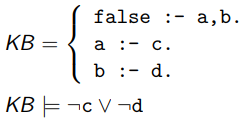 false :- a,b.
KB = { a :- c.
b :- d.
KB ⊨ ¬c ∨ ¬d